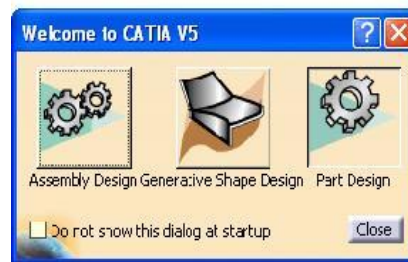 Welcome to CATIA V5
?
X
Assembly Design Generative Shape Design Part Design
Do not show this dialog at startup
Close